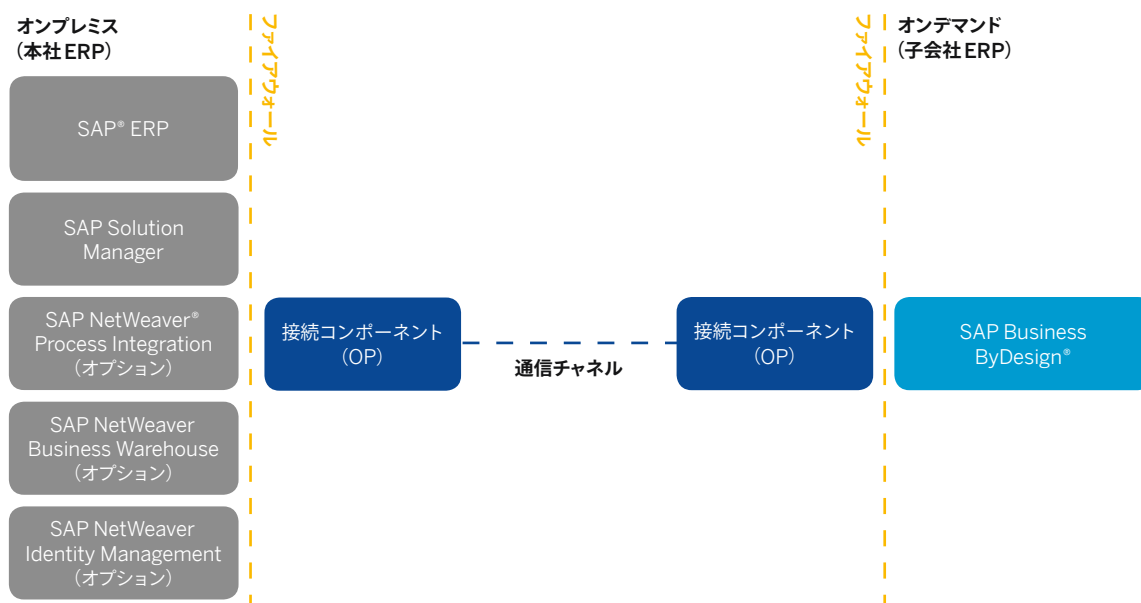 オンプレミス
(本社ERP)
ファイアウォール
ファイアウォール
オンデマンド
(子会社ERP)
SAP® ERP
SAP Solution
Manager
SAP NetWeaver®
Process Integration
(オプション)
接続コンポーネント
(OP)
通信チャネル
接続コンポーネント
(OP)
SAP Business
ByDesign®
SAP NetWeaver
Business Warehouse
(オプション)
SAP NetWeaver
Identity Management
(オプション)